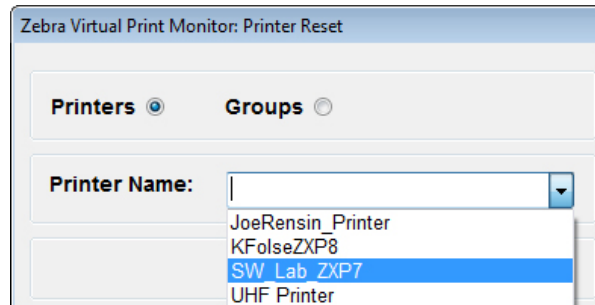 Zebra Virtual Print Monitor: Printer Reset
Printers Groups
Printer Name:
JoeRensin_Printer
KFolseZXP8
SW_Lab_ZXP7
UHF Printer